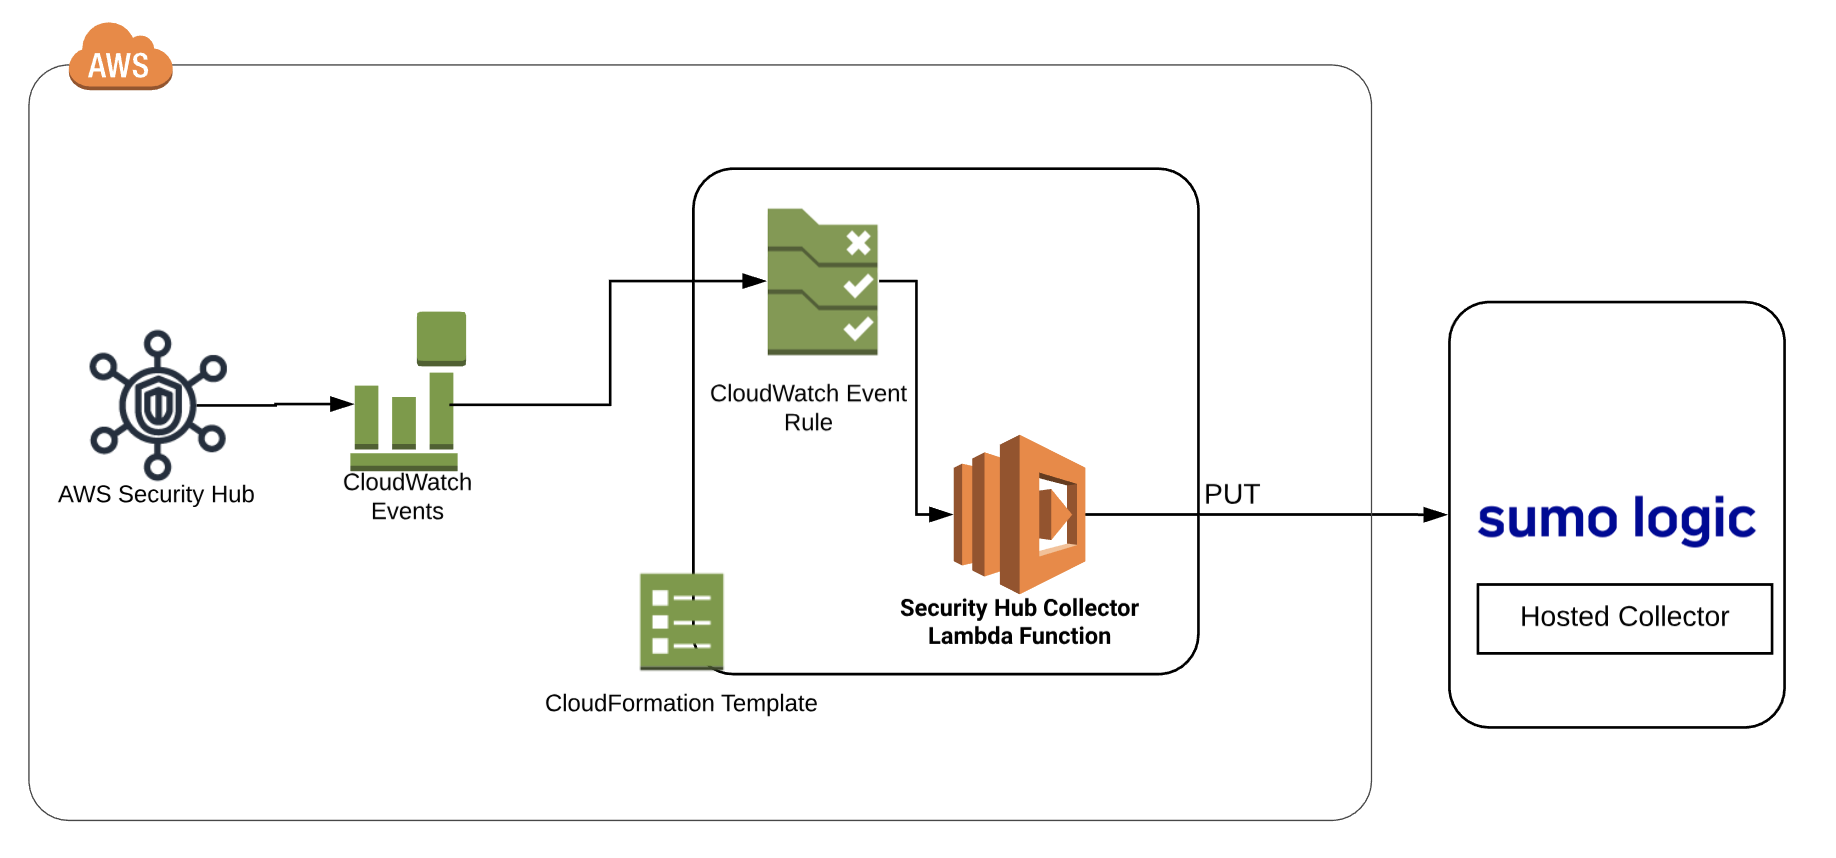 AWS
AWS Security Hub
CloudWatch
Events
CloudWatch Event
Rule
Security Hub Collector
Lambda Function
CloudFormation Template
PUT
sumo logic
Hosted Collector